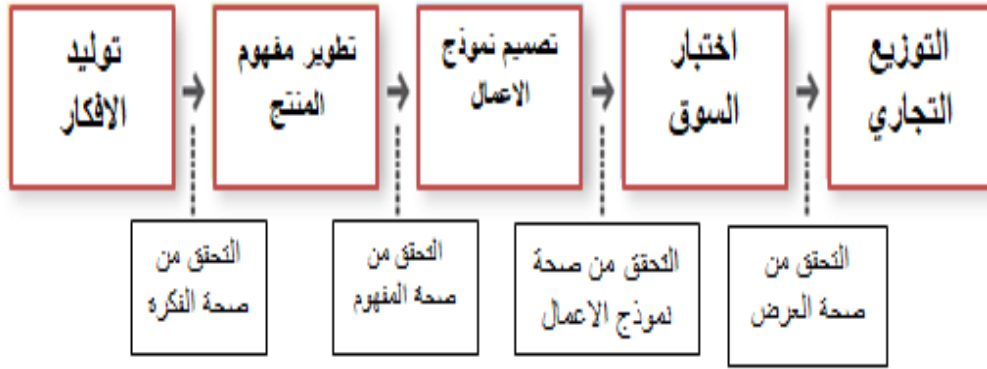 توليد
الافكار
تطوير مفهوم
المنتج
تصميم نموذج
الاعمال
اختبار
السوق
التوزيع
التجاري
التحقق من
صحة الفكرة
التحقق من
صحة المفهوم
التحقق من صحة
نموذج الاعمال
التحقق من
صحة العرض